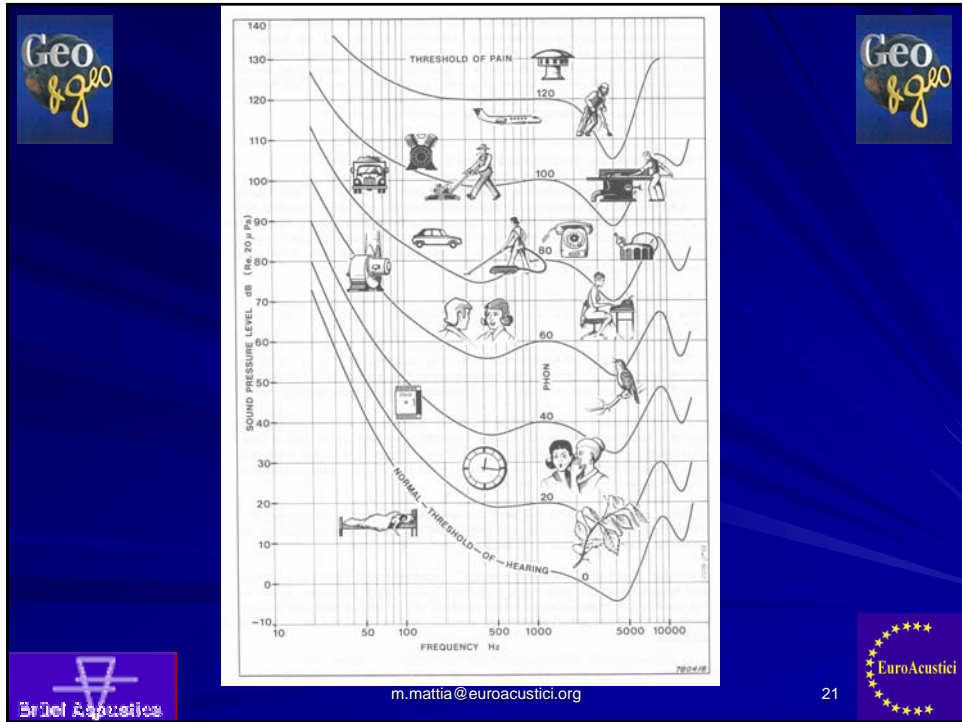 Geo
&geo
Geo
&geo
140
130
120
110
100
90
80
70
60
50
40
30
20
10
0
-10
SOUND PRESSURE LEVEL dB (Re. 20 µ Pa)
THRESHOLD OF PAIN
120
100
80
60
PHON
40
20
0
NORMAL THRESHOLD OF HEARING
10 50 100 500 1000 5000 10000
FREQUENCY Hz
780418
m.mattia@euroacustici.org
21
EuroAcustici
Brüel Acustica